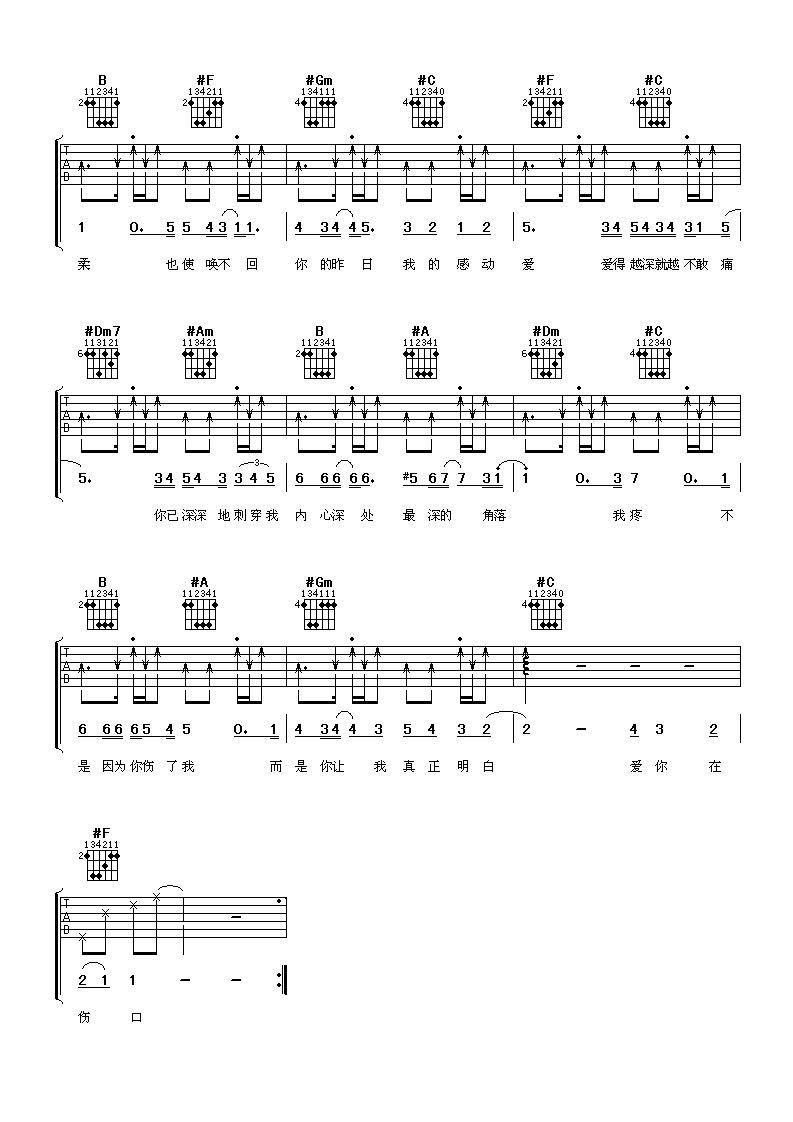 B #F #Gm #C #F #C
112341 134211 134111 112340 134211 112340
2 2 4 4 2 4
T
A
B
1 0. 5 5 4 3 1 1. 4 3 4 4 5. 3 2 1 2 5. 3 4 5 4 3 4 3 1 5
柔 也 使 唤 不 回 你 的 昨 日 我 的 感 动 爱 爱得 越深就越 不敢 痛
#Dm7 #Am B #A #Dm #C
113121 113421 112341 112341 113421 112340
6 2 6 4
T
A
B
3
5. 3 4 5 4 3 3 4 5 6 6 6 6 6. #5 6 7 7 3 1 1 0. 3 7 0. 1
你已 深深 地 刺 穿 我 内 心深 处 最 深的 角落 我 疼 不
B #A #Gm #C
112341 112341 134111 112340
2 4 4
T
A
B
6 6 6 6 5 4 5 0. 1 4 3 4 4 3 5 4 3 2 2 – 4 3 2
是 因为 你伤 了 我 而 是 你让 我 真 正 明 白 爱 你 在
#F
134211
2
T
A
B
2 1 1 – –
伤 口